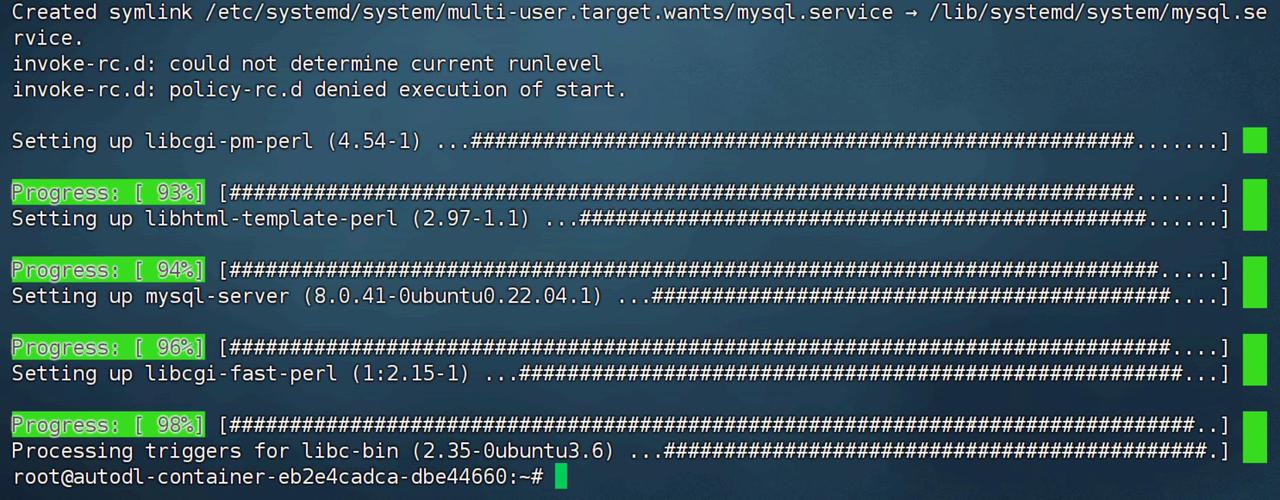 Created symlink /etc/systemd/system/multi-user.target.wants/mysql.service → /lib/systemd/system/mysql.se
rvice.
invoke-rc.d: could not determine current runlevel
invoke-rc.d: policy-rc.d denied execution of start.
Setting up libcgi-pm-perl (4.54-1) ...#######################################################.......]
Progress: [ 93%] [###########################################################################.......]
Setting up libhtml-template-perl (2.97-1.1) ...###############################################......]
Progress: [ 94%] [#############################################################################.....]
Setting up mysql-server (8.0.41-0ubuntu0.22.04.1) ...###########################################....]
Progress: [ 96%] [##############################################################################....]
Setting up libcgi-fast-perl (1:2.15-1) ...#######################################################...]
Progress: [ 98%] [################################################################################..]
Processing triggers for libc-bin (2.35-0ubuntu3.6) ...#############################################.]
root@autodl-container-eb2e4cadca-dbe44660:~#